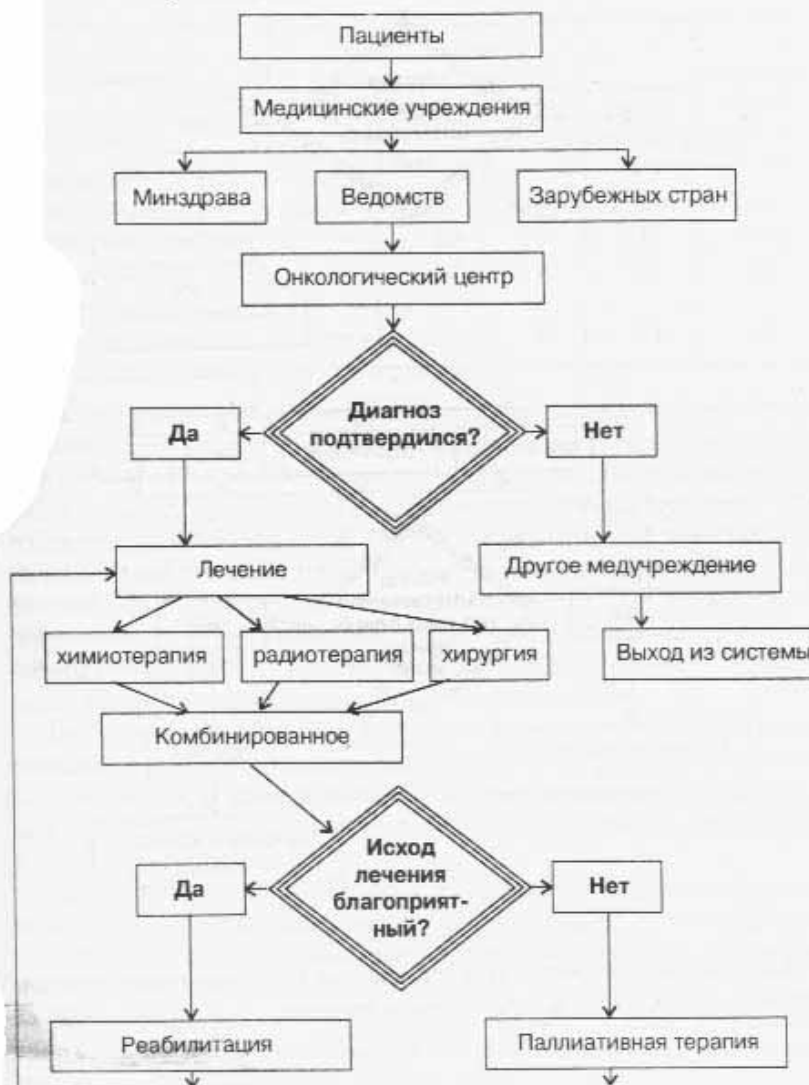 Пациенты
Медицинские учреждения
Минздрава
Ведомств
Зарубежных стран
Онкологический центр
Диагноз
подтвердился?
Да
Нет
Лечение
Другое медучреждение
химиотерапия
радиотерапия
хирургия
Выход из системы
Комбинированное
Исход
лечения
благоприят-
ный?
Да
Нет
Реабилитация
Паллиативная терапия